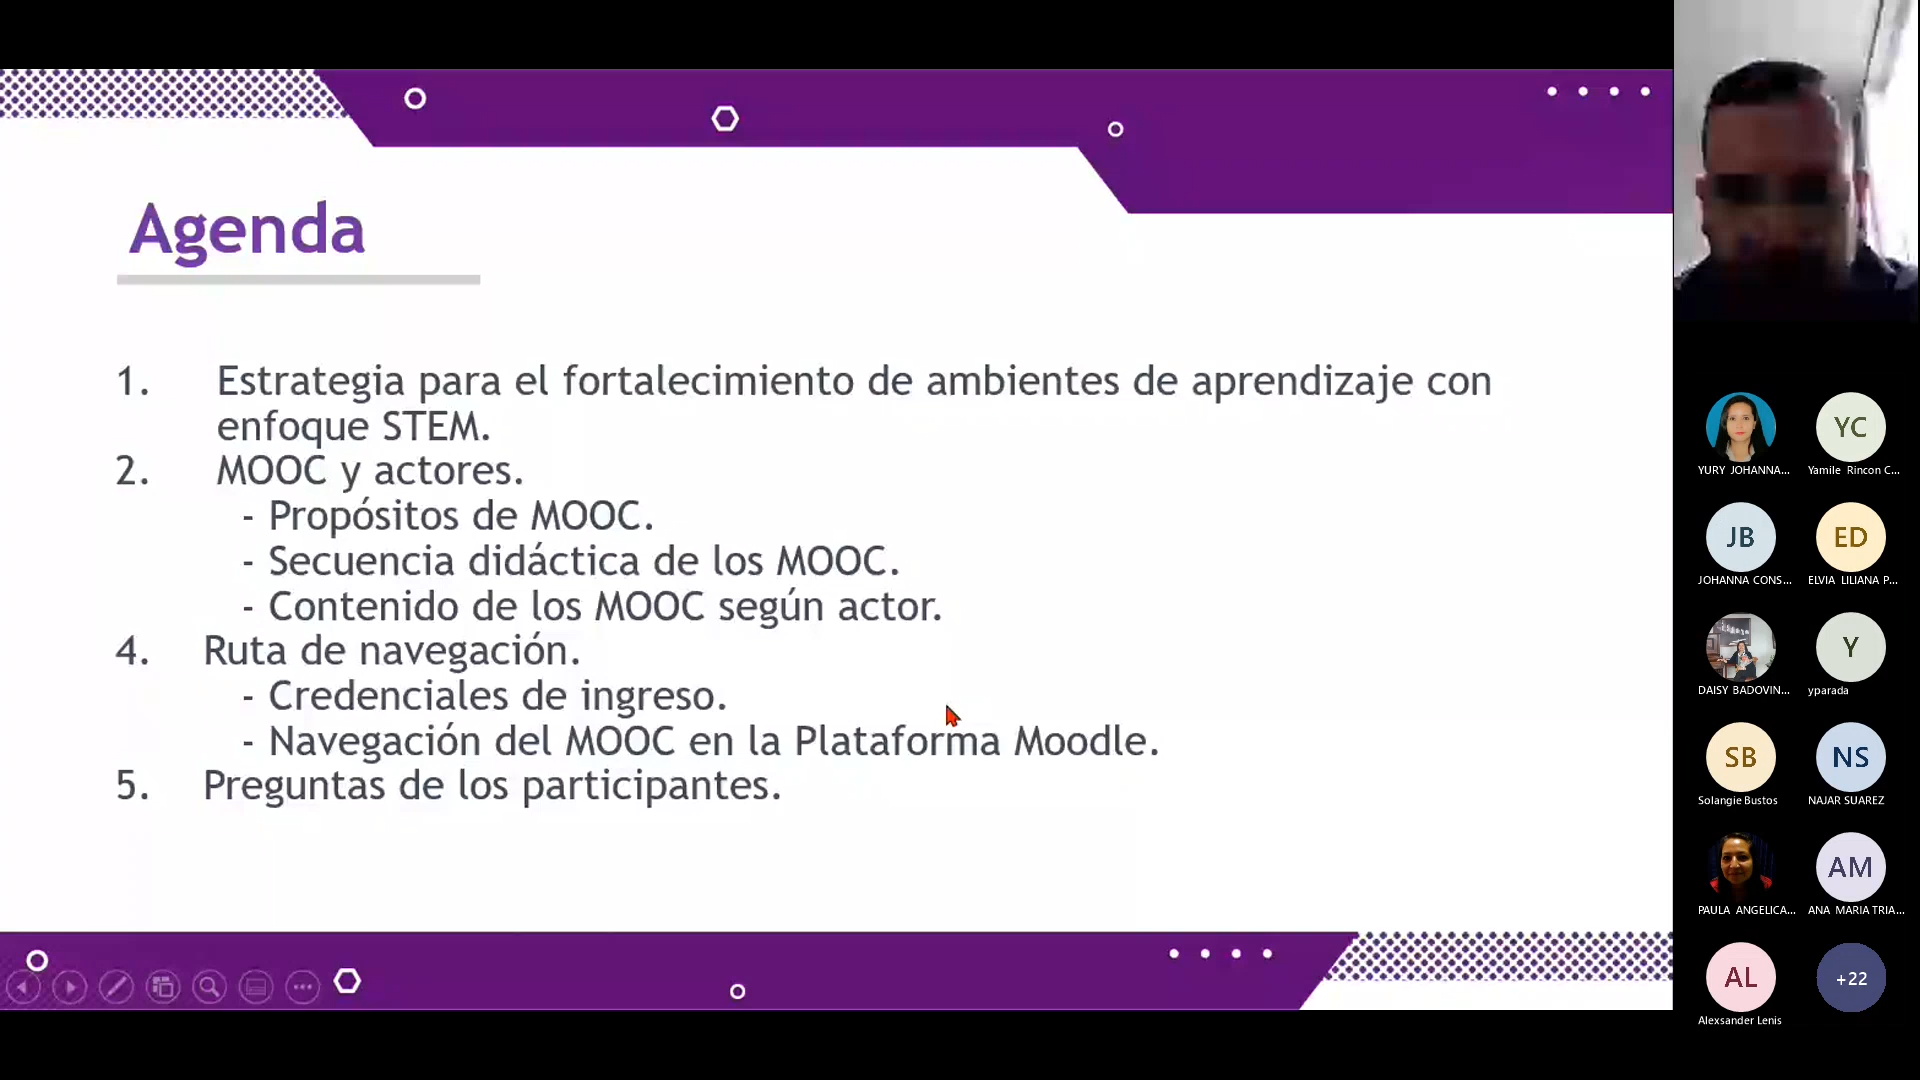 Agenda
1. Estrategia para el fortalecimiento de ambientes de aprendizaje con
enfoque STEM.
2. MOOC y actores.
- Propósitos de MOOC.
- Secuencia didáctica de los MOOC.
- Contenido de los MOOC según actor.
4. Ruta de navegación.
- Credenciales de ingreso.
- Navegación del MOOC en la Plataforma Moodle.
5. Preguntas de los participantes.
YC
YURY JOHANNA...
Yamile Rincon C...
JB
ED
JOHANNA CONS...
ELVIA LILIANA P...
Y
DAISY BADOVIN...
yparada
SB
NS
Solangie Bustos
NAJAR SUAREZ
AM
PAULA ANGELICA...
ANA MARIA TRIA...
AL
+22
Alexsander Lenis